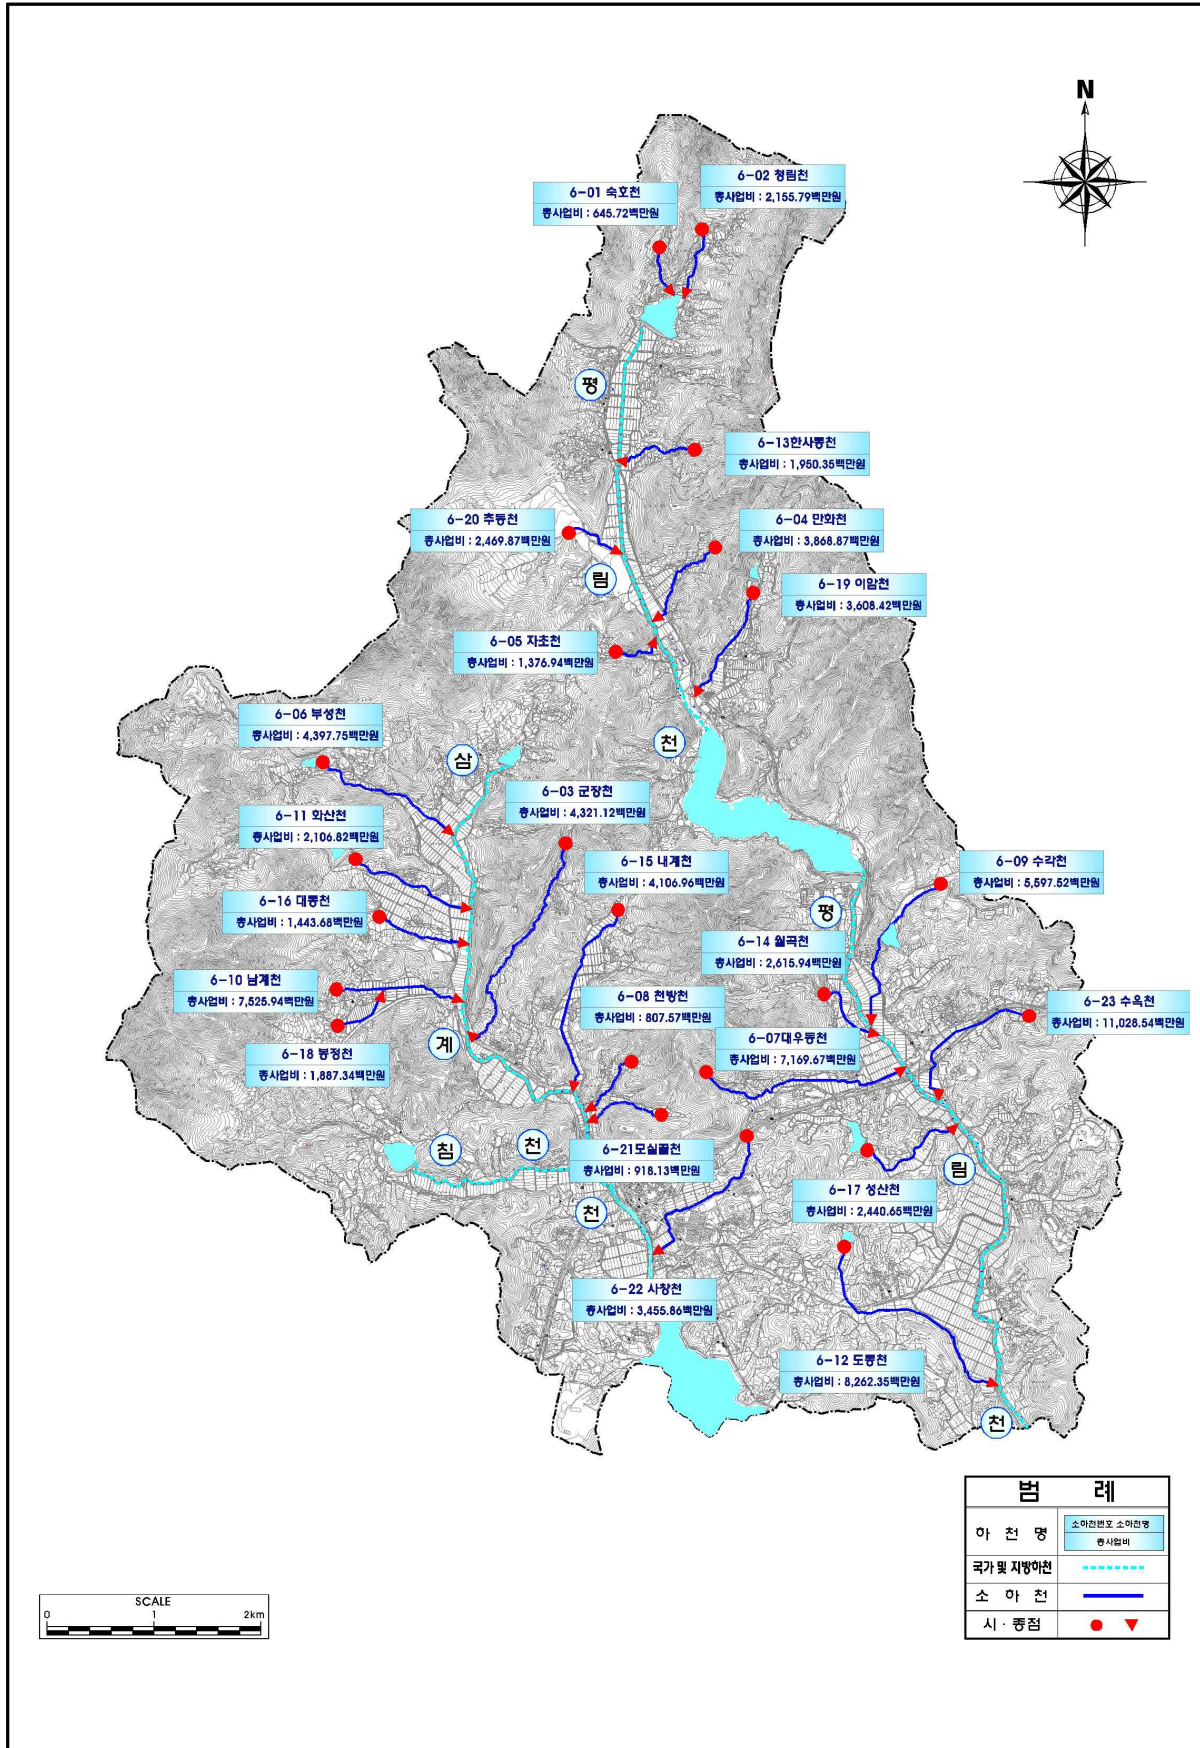 N
6-02 청림천
총사업비 : 2,155.79백만원
6-01 숙호천
총사업비 : 645.72백만원
평
6-13한사동천
총사업비 : 1,950.35백만원
6-20 추동천
총사업비 : 2,469.87백만원
6-04 만화천
총사업비 : 3,868.87백만원
림
6-19 이암천
총사업비 : 3,608.42백만원
6-05 자초천
총사업비 : 1,376.94백만원
6-06 부성천
총사업비 : 4,397.75백만원
삼
천
6-03 군장천
총사업비 : 4,321.12백만원
6-11 화산천
총사업비 : 2,106.82백만원
6-15 내계천
총사업비 : 4,106.96백만원
6-09 수각천
총사업비 : 5,597.52백만원
6-16 대통천
총사업비 : 1,443.68백만원
평
6-14 월곡천
총사업비 : 2,615.94백만원
6-10 남계천
총사업비 : 7,525.94백만원
6-08 천방천
총사업비 : 807.57백만원
6-23 수옥천
총사업비 : 11,028.54백만원
계
6-07대우동천
총사업비 : 7,169.67백만원
6-18 봉정천
총사업비 : 1,887.34백만원
침
천
6-21모실골천
총사업비 : 918.13백만원
림
6-17 성산천
총사업비 : 2,440.65백만원
천
6-22 사창천
총사업비 : 3,455.86백만원
6-12 도통천
총사업비 : 8,262.35백만원
천
범 례
하 천 명
소하천번호 소하천명
총사업비
국가 및 지방하천
소 하 천
시 · 종점
SCALE
0 1 2km